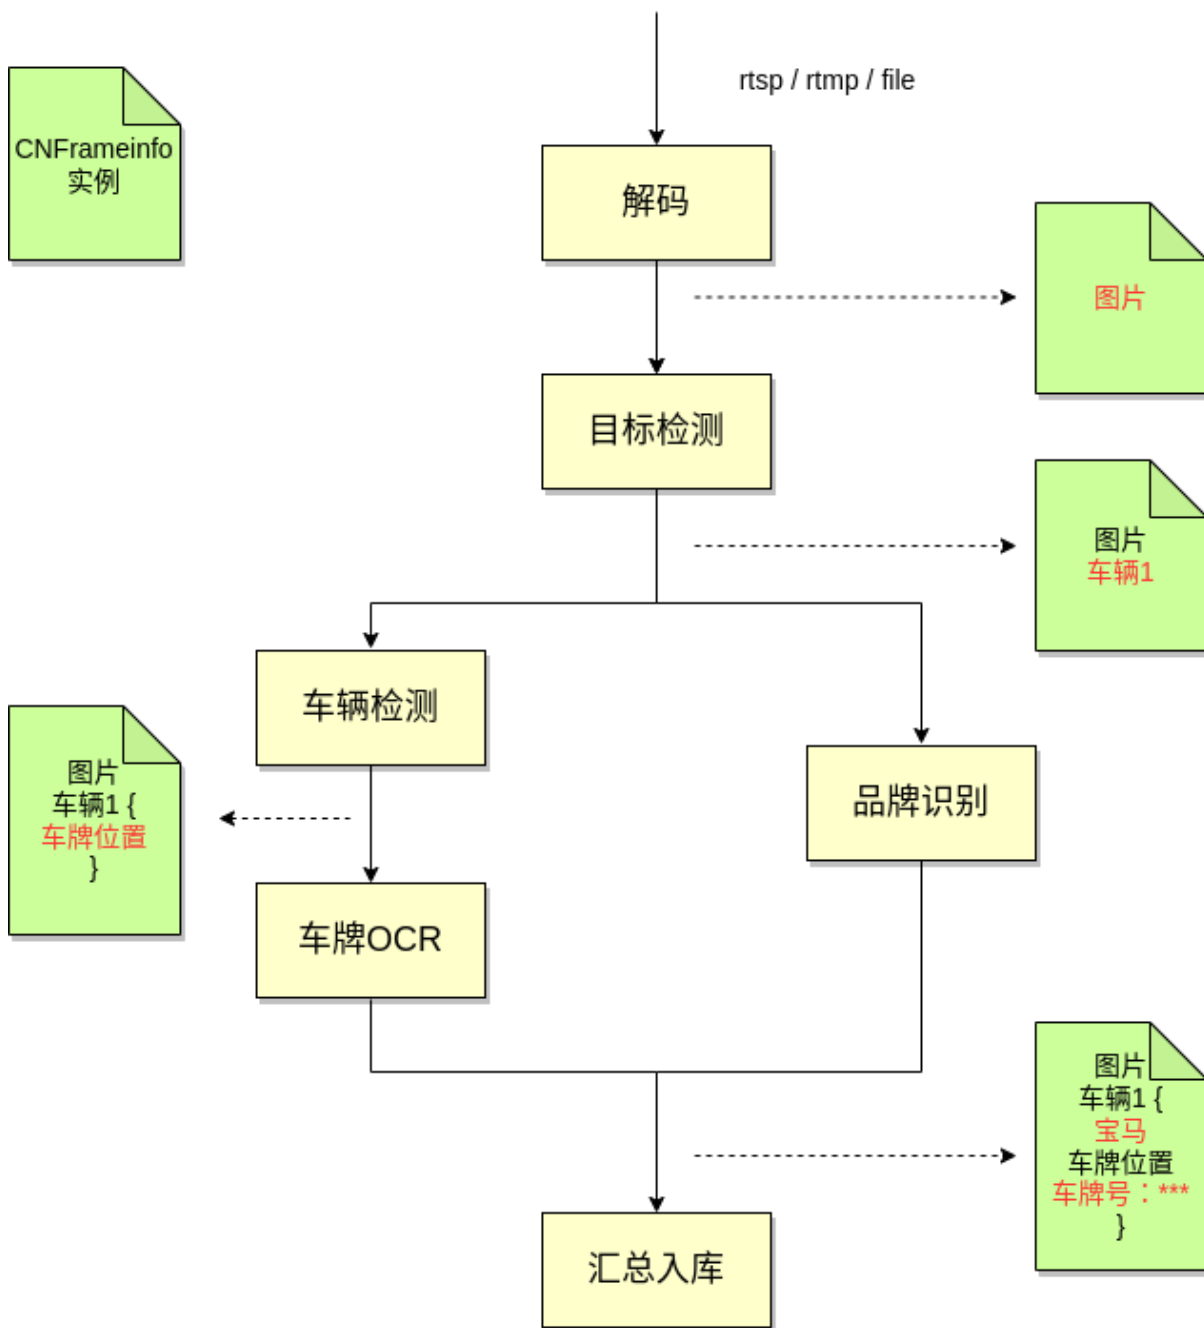 rtsp / rtmp / file
CNFrameinfo
实例
解码
图片
目标检测
图片
车辆1
车辆检测
图片
车辆1 {
车牌位置
}
品牌识别
车牌OCR
图片
车辆1 {
宝马
车牌位置
车牌号：***
}
汇总入库